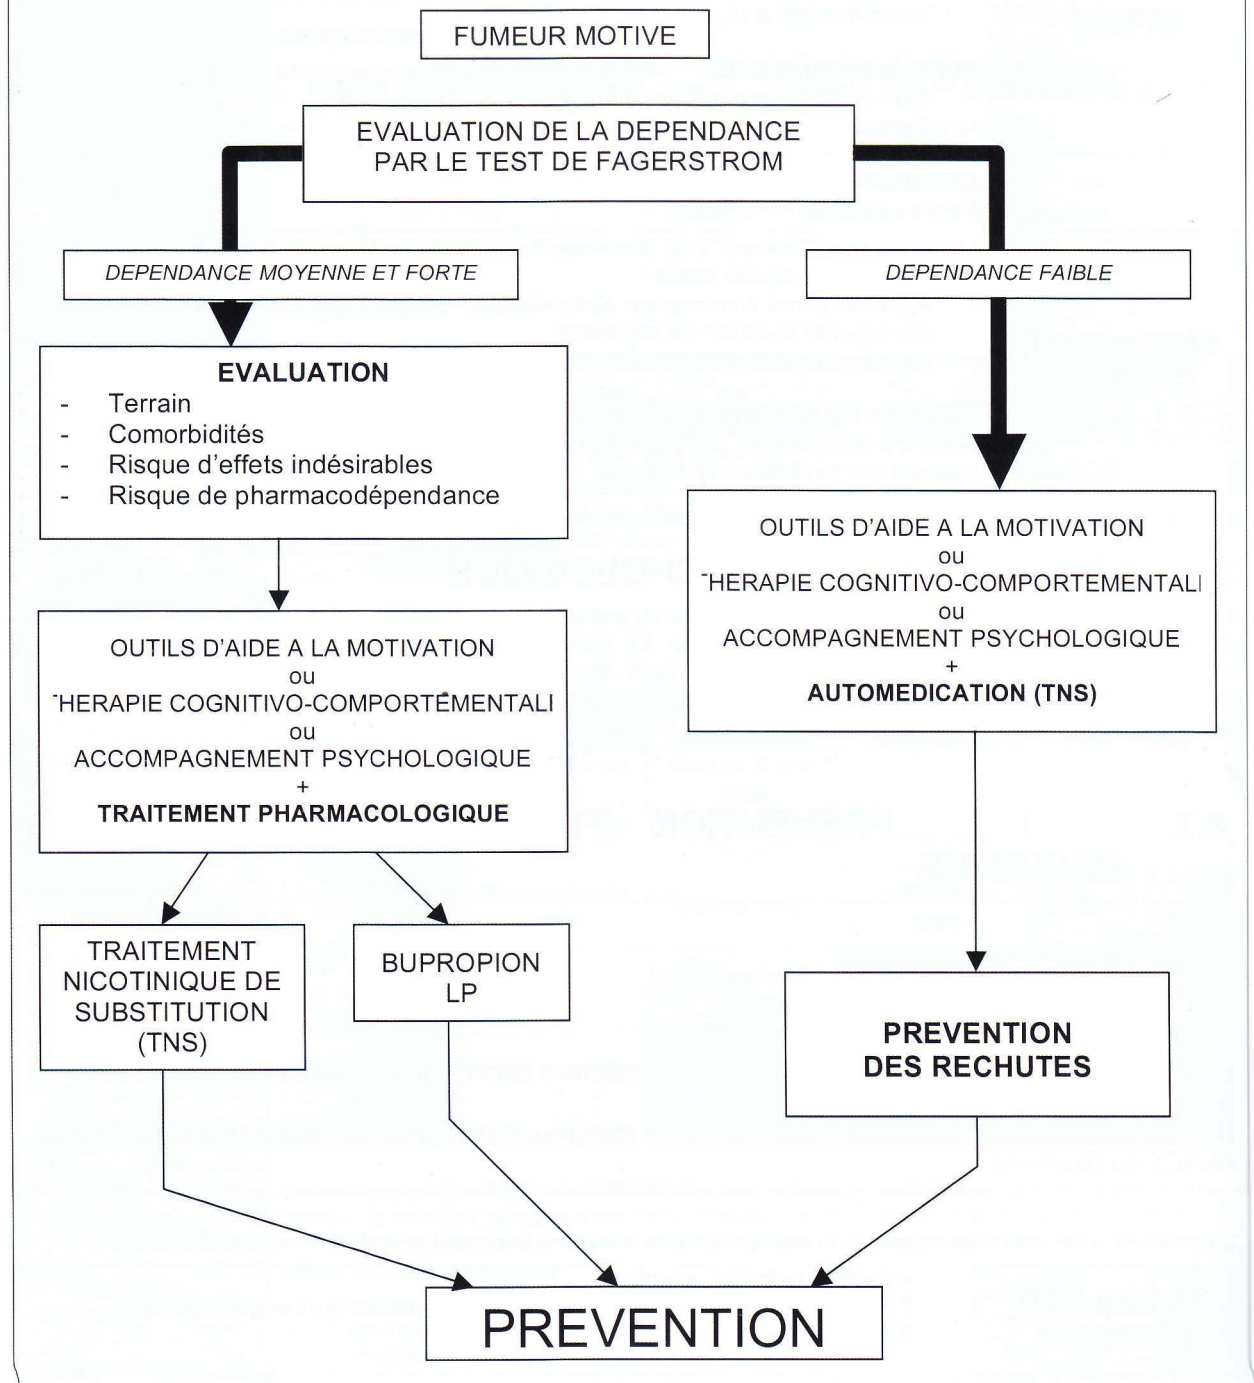 FUMEUR MOTIVE
EVALUATION DE LA DEPENDANCE
PAR LE TEST DE FAGERSTROM
DEPENDANCE MOYENNE ET FORTE
DEPENDANCE FAIBLE
EVALUATION
- Terrain
- Comorbidités
- Risque d'effets indésirables
- Risque de pharmacodépendance
OUTILS D'AIDE A LA MOTIVATION
ou
HERAPIE COGNITIVO-COMPORTEMENTAL
ou
ACCOMPAGNEMENT PSYCHOLOGIQUE
+
TRAITEMENT PHARMACOLOGIQUE
OUTILS D'AIDE A LA MOTIVATION
ou
HERAPIE COGNITIVO-COMPORTEMENTAL
ou
ACCOMPAGNEMENT PSYCHOLOGIQUE
+
AUTOMEDICATION (TNS)
TRAITEMENT
NICOTINIQUE DE
SUBSTITUTION
(TNS)
BUPROPION
LP
PREVENTION
DES RECHUTES
PREVENTION